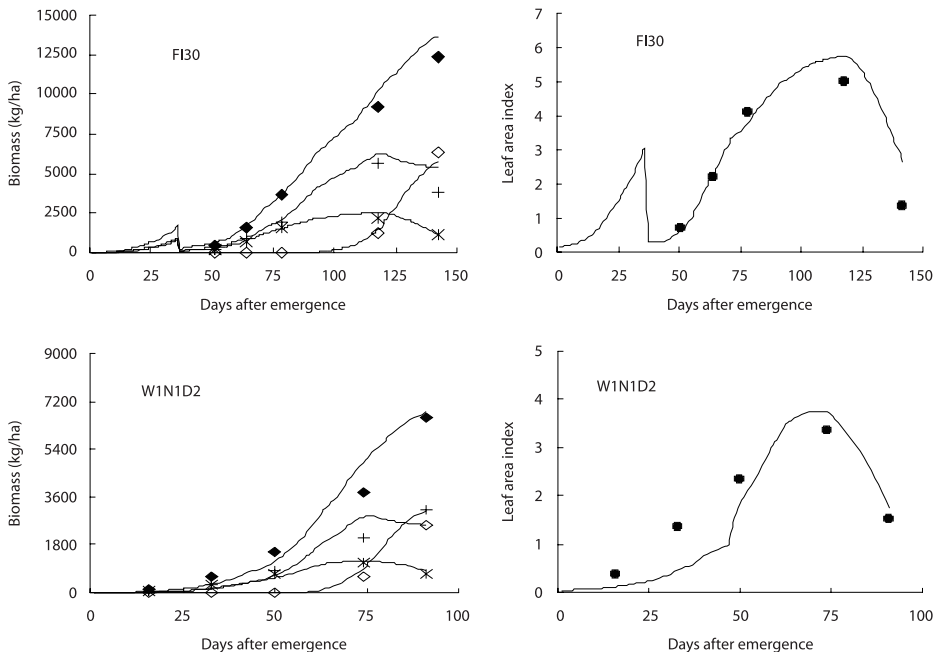 15000
12500
10000
7500
5000
2500
0
Biomass (kg/ha)
FI30
0 25 50 75 100 125 150
Days after emergence
7
6
5
4
3
2
1
0
Leaf area index
FI30
0 25 50 75 100 125 150
Days after emergence
9000
7200
5400
3600
1800
0
Biomass (kg/ha)
W1N1D2
0 25 50 75 100
Days after emergence
5
4
3
2
1
0
Leaf area index
W1N1D2
0 25 50 75 100
Days after emergence